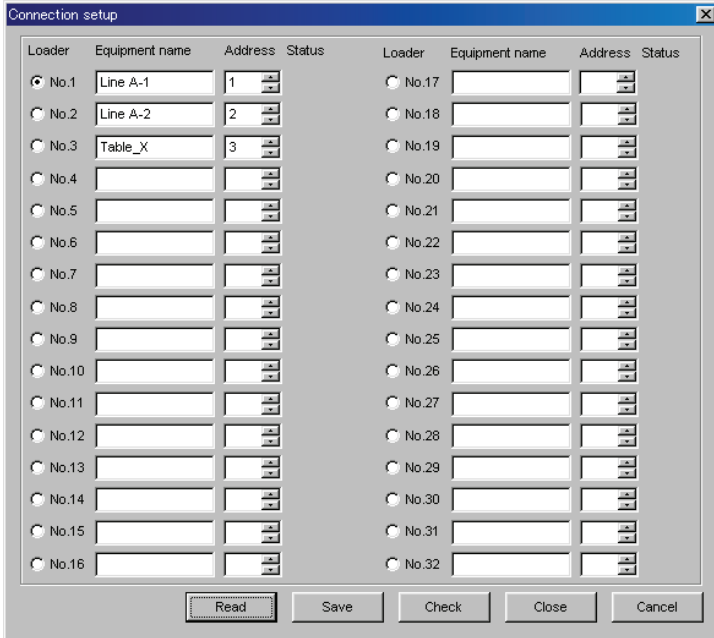 Connection setup
Loader Equipment name Address Status Loader Equipment name Address Status
No.1 Line A-1 1 No.17
No.2 Line A-2 2 No.18
No.3 Table_X 3 No.19
No.4 No.20
No.5 No.21
No.6 No.22
No.7 No.23
No.8 No.24
No.9 No.25
No.10 No.26
No.11 No.27
No.12 No.28
No.13 No.29
No.14 No.30
No.15 No.31
No.16 No.32
Read Save Check Close Cancel